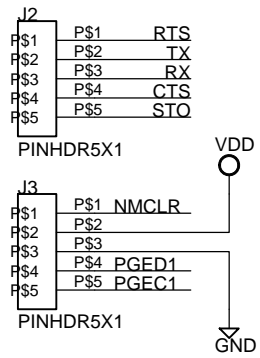 J2
P$1 P$1 RTS
P$2 P$2 TX
P$3 P$3 RX
P$4 P$4 CTS
P$5 P$5 STO
PINHDR5X1
VDD
J3
P$1 P$1 NMCLR
P$2 P$2
P$3 P$3
P$4 P$4 PGED1
P$5 P$5 PGEC1
PINHDR5X1
GND